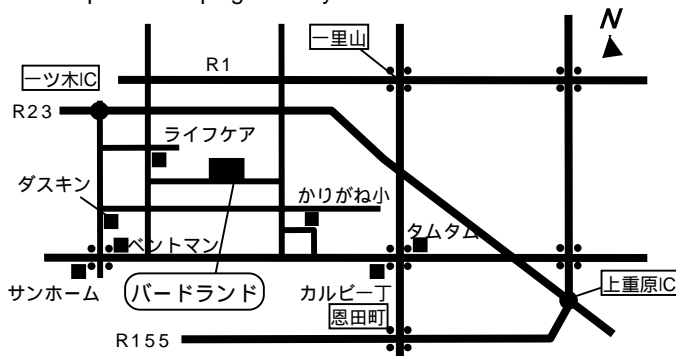 N
一里山
R1
一ツ木IC
R23
ライフケア
ダスキン
かりがね小
タムタム
ベントマン
サンホーム
バードランド
カルビー丁
上重原IC
恩田町
R155